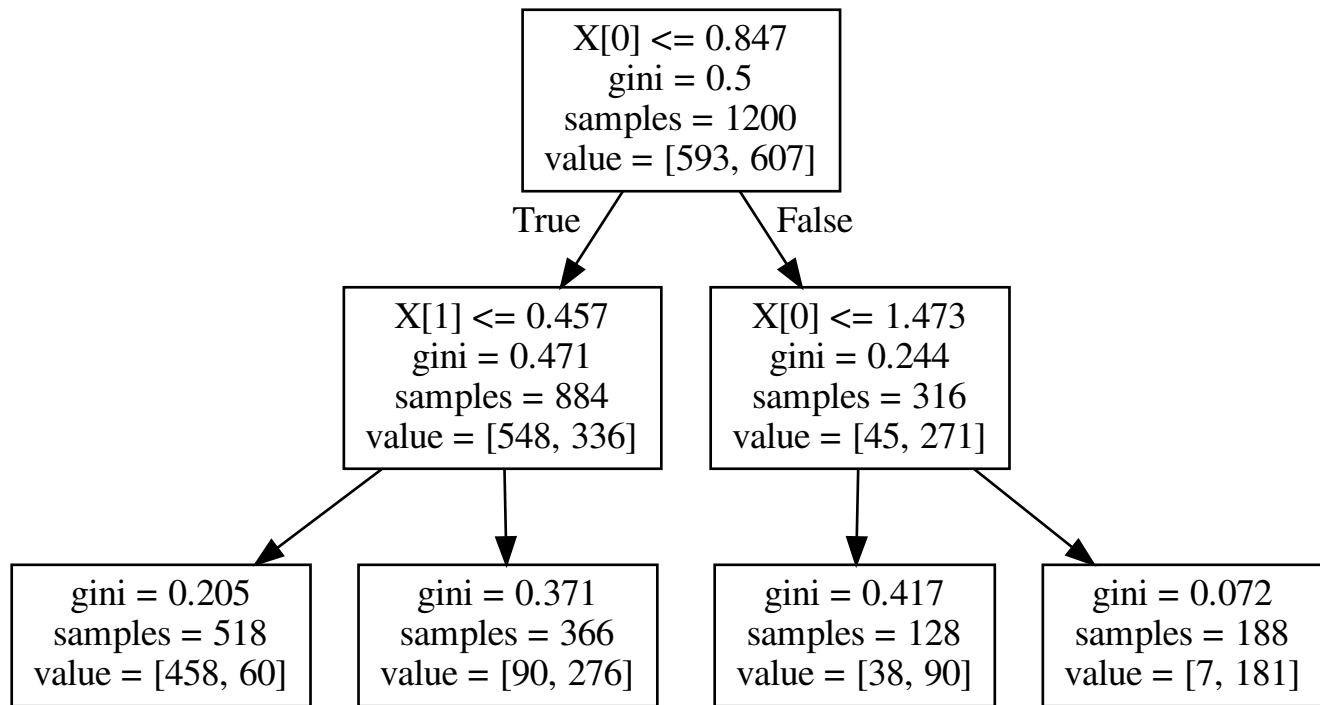 X[0] <= 0.847
gini = 0.5
samples = 1200
value = [593, 607]
True
False
X[1] <= 0.457
gini = 0.471
samples = 884
value = [548, 336]
X[0] <= 1.473
gini = 0.244
samples = 316
value = [45, 271]
gini = 0.205
samples = 518
value = [458, 60]
gini = 0.371
samples = 366
value = [90, 276]
gini = 0.417
samples = 128
value = [38, 90]
gini = 0.072
samples = 188
value = [7, 181]